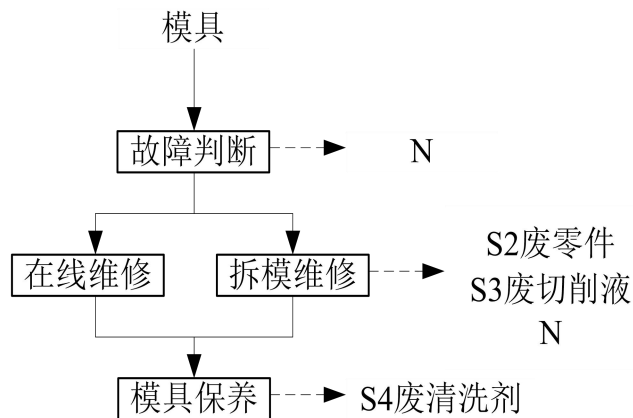 模具
故障判断
N
在线维修
拆模维修
S2废零件
S3废切削液
N
模具保养
S4废清洗剂